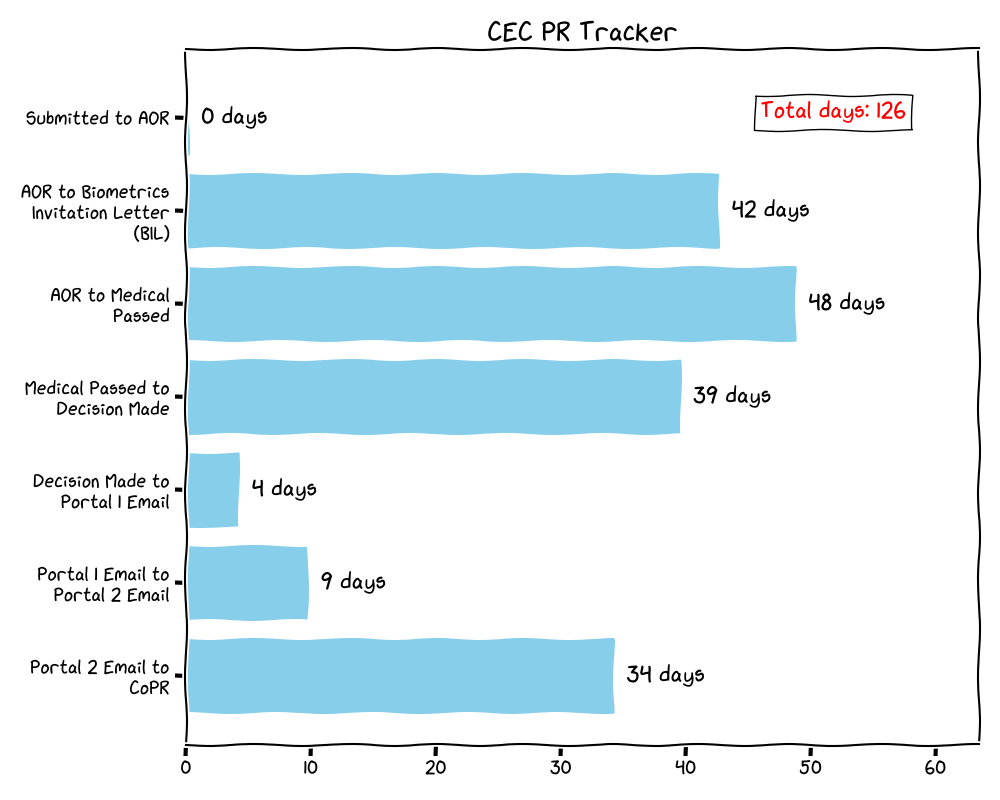 CEC PR Tracker
Submitted to AOR
0 days
Total days: 126
AOR to Biometrics
Invitation Letter
(BIL)
42 days
AOR to Medical
Passed
48 days
Medical Passed to
Decision Made
39 days
Decision Made to
Portal 1 Email
4 days
Portal 1 Email to
Portal 2 Email
9 days
Portal 2 Email to
CoPR
34 days
0 10 20 30 40 50 60